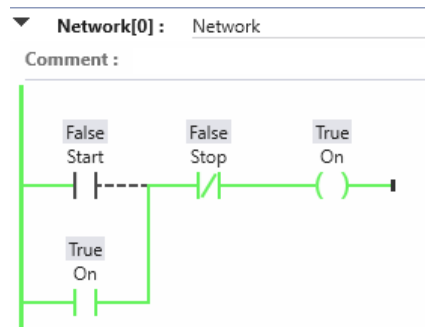 Network[0] : Network
Comment :
False False True
Start Stop On
True
On